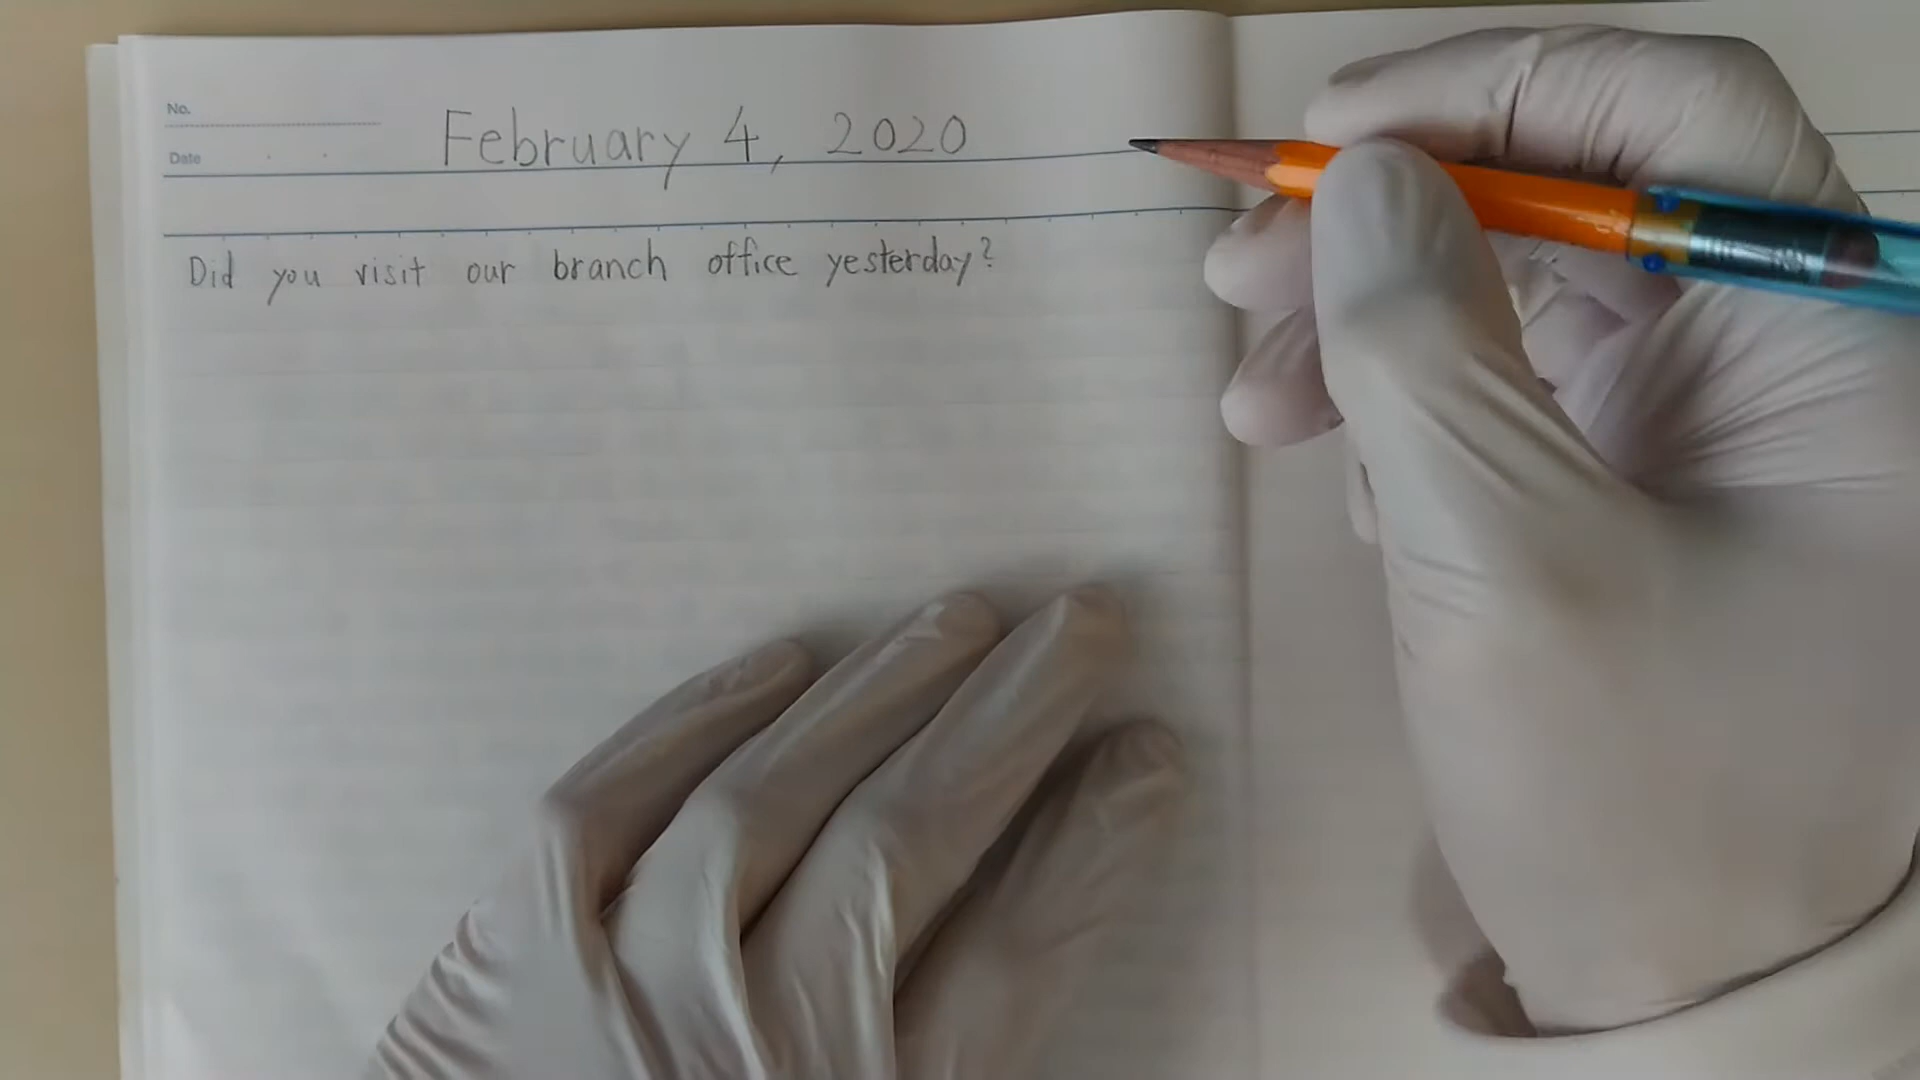 No.
Date
February 4, 2020
Did you visit our branch office yesterday?